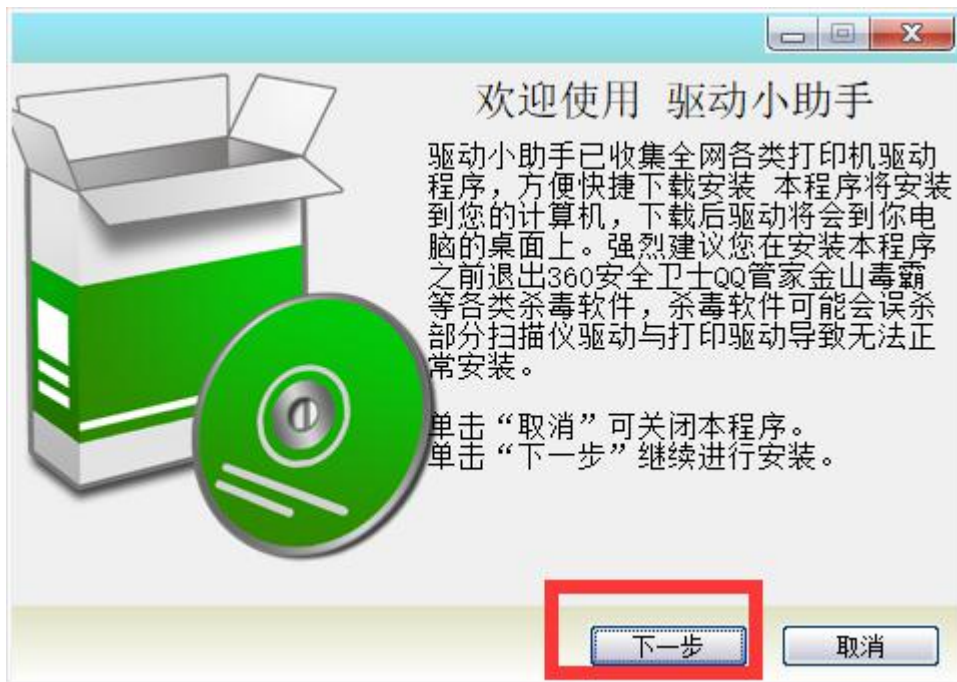 欢迎使用 驱动小助手
驱动小助手已收集全网各类打印机驱动
程序，方便快捷下载安装 本程序将安装
到您的计算机，下载后驱动将会到你电
脑的桌面上。强烈建议您在安装本程序
之前退出360安全卫士QQ管家金山毒霸
等各类杀毒软件，杀毒软件可能会误杀
部分扫描仪驱动与打印驱动导致无法正
常安装。
单击“取消”可关闭本程序。
单击“下一步”继续进行安装。
下一步
取消